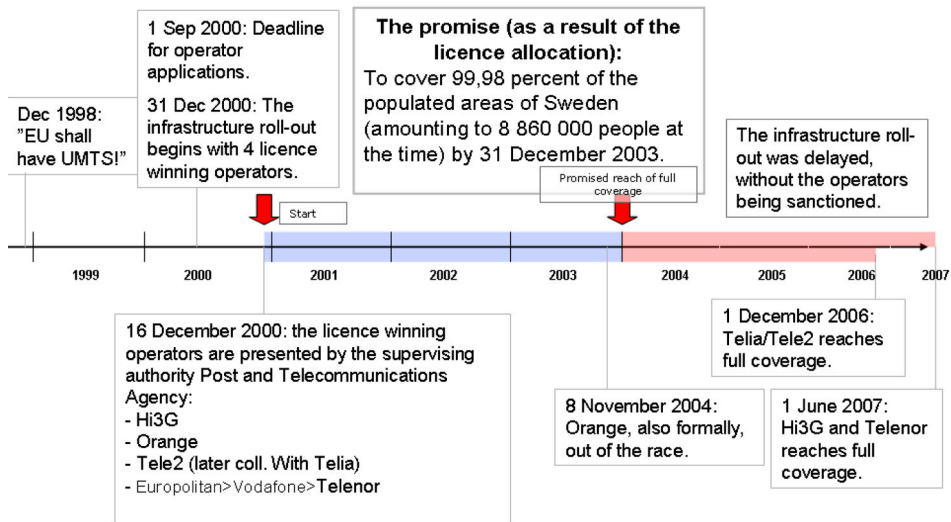 1 Sep 2000: Deadline
for operator
applications.
31 Dec 2000: The
infrastructure roll-out
begins with 4 licence
winning operators.
The promise (as a result of the
licence allocation):
To cover 99,98 percent of the
populated areas of Sweden
(amounting to 8 860 000 people at
the time) by 31 December 2003.
Dec 1998:
"EU shall
have UMTS!"
The infrastructure roll-
out was delayed,
without the operators
being sanctioned.
Promised reach of full
coverage
Start
1999 2000 2001 2002 2003 2004 2005 2006 2007
16 December 2000: the licence winning
operators are presented by the supervising
authority Post and Telecommunications
Agency:
- Hi3G
- Orange
- Tele2 (later coll. With Telia)
- Europolitan>Vodafone>Telenor
1 December 2006:
Telia/Tele2 reaches
full coverage.
8 November 2004:
Orange, also formally,
out of the race.
1 June 2007:
Hi3G and Telenor
reaches full
coverage.